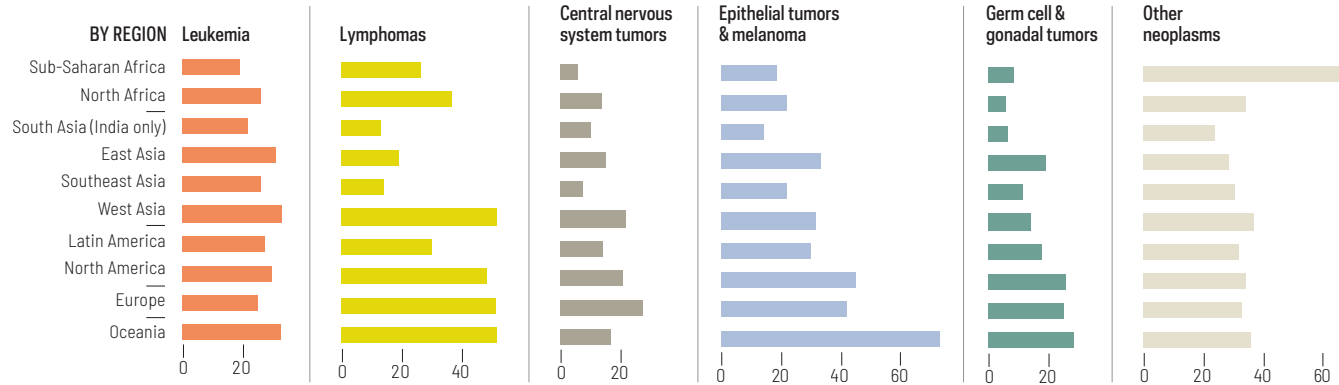 BY REGION
Leukemia
Lymphomas
Central nervous
system tumors
Epithelial tumors
& melanoma
Germ cell &
gonadal tumors
Other
neoplasms
Sub-Saharan Africa
North Africa
South Asia (India only)
East Asia
Southeast Asia
West Asia
Latin America
North America
Europe
Oceania
0 20
0 20 40
0 20
0 20 40 60
0 20
0 20 40 60